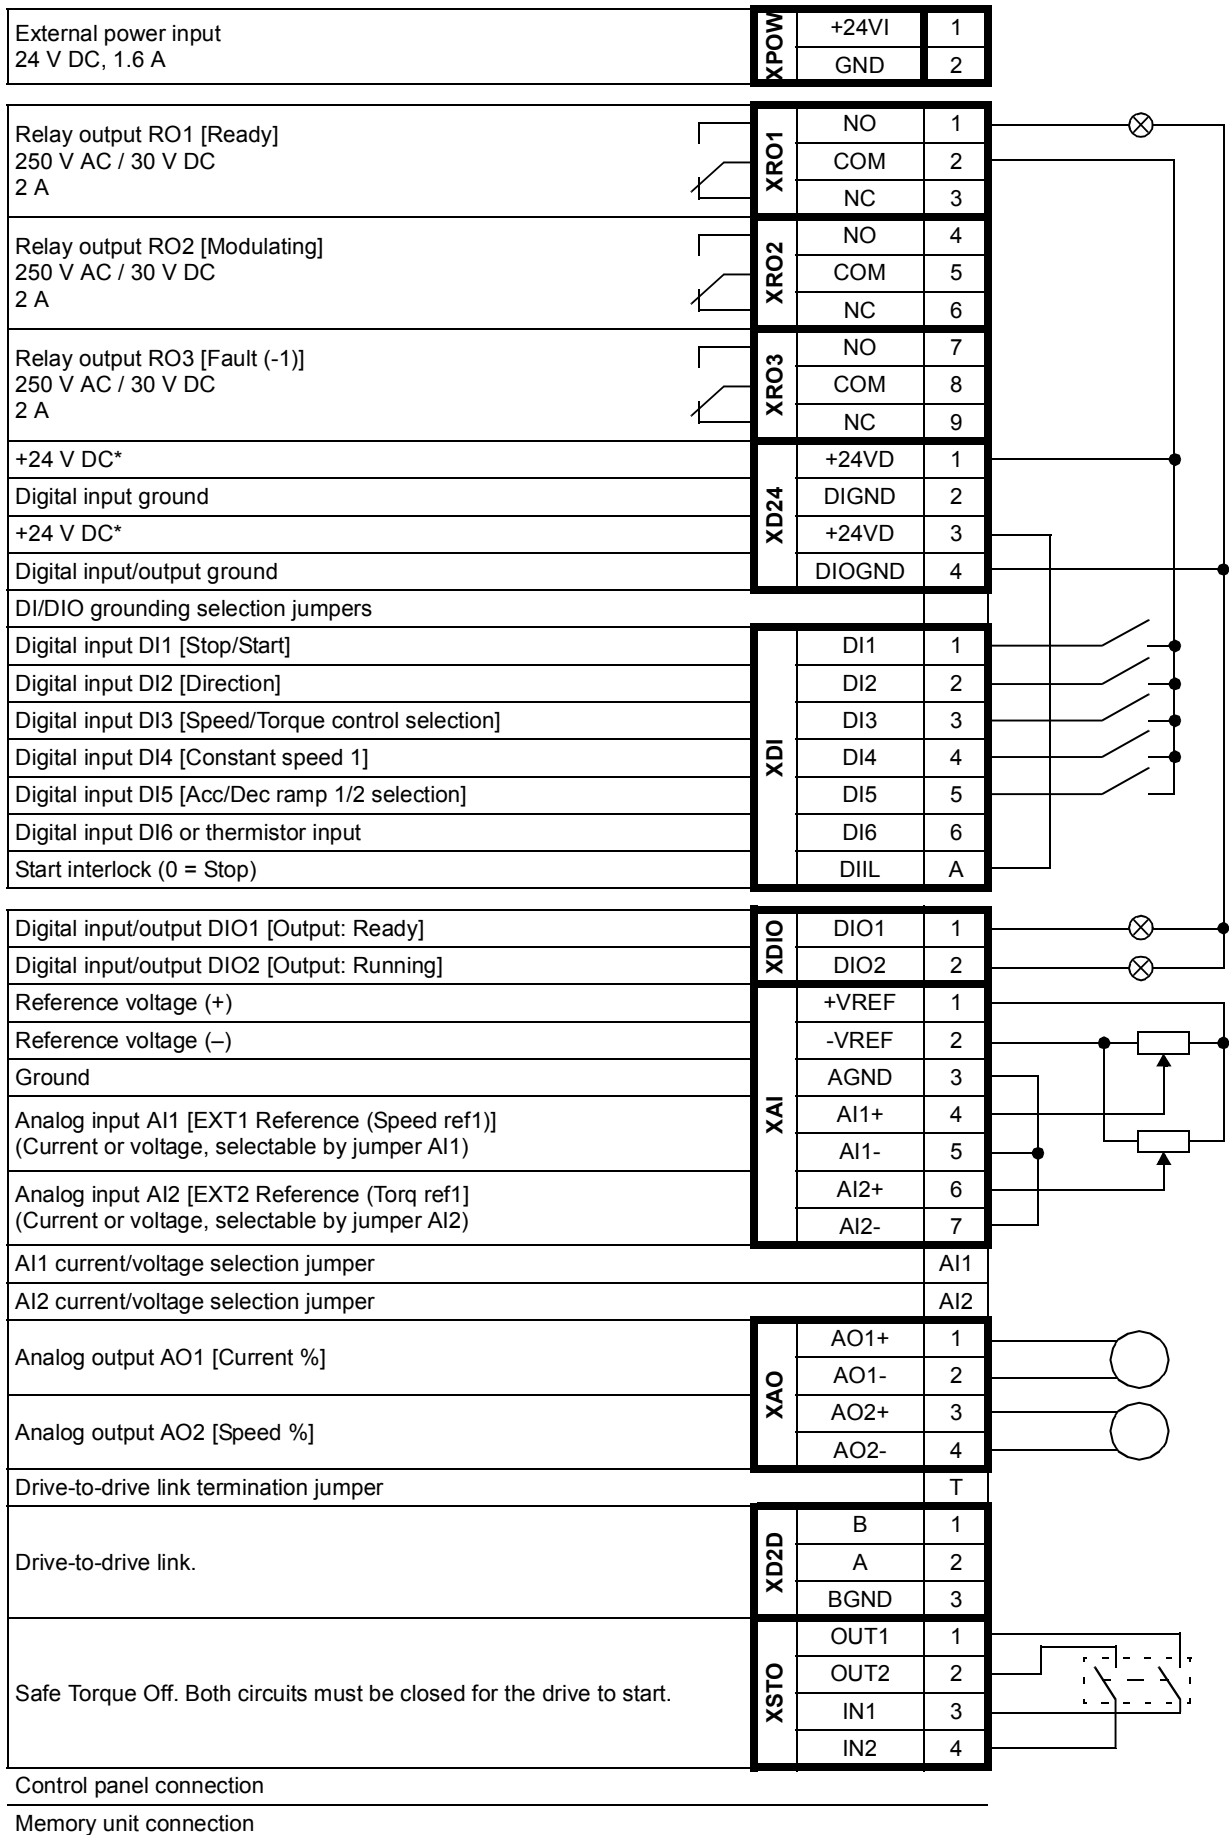 External power input
24 V DC, 1.6 A
XPOW
+24VI 1
GND 2
Relay output RO1 [Ready]
250 V AC / 30 V DC
2 A
XRO1
NO 1
COM 2
NC 3
Relay output RO2 [Modulating]
250 V AC / 30 V DC
2 A
XRO2
NO 4
COM 5
NC 6
Relay output RO3 [Fault (-1)]
250 V AC / 30 V DC
2 A
XRO3
NO 7
COM 8
NC 9
XD24
+24 V DC* +24VD 1
Digital input ground DIGND 2
+24 V DC* +24VD 3
Digital input/output ground DIOGND 4
DI/DIO grounding selection jumpers
XDI
Digital input DI1 [Stop/Start] DI1 1
Digital input DI2 [Direction] DI2 2
Digital input DI3 [Speed/Torque control selection] DI3 3
Digital input DI4 [Constant speed 1] DI4 4
Digital input DI5 [Acc/Dec ramp 1/2 selection] DI5 5
Digital input DI6 or thermistor input DI6 6
Start interlock (0 = Stop) DIIL A
XDIO
Digital input/output DIO1 [Output: Ready] DIO1 1
Digital input/output DIO2 [Output: Running] DIO2 2
XAI
Reference voltage (+) +VREF 1
Reference voltage (–) -VREF 2
Ground AGND 3
Analog input AI1 [EXT1 Reference (Speed ref1)]
(Current or voltage, selectable by jumper AI1)
AI1+ 4
AI1- 5
Analog input AI2 [EXT2 Reference (Torq ref1]
(Current or voltage, selectable by jumper AI2)
AI2+ 6
AI2- 7
AI1 current/voltage selection jumper AI1
AI2 current/voltage selection jumper AI2
XAO
Analog output AO1 [Current %]
AO1+ 1
AO1- 2
Analog output AO2 [Speed %]
AO2+ 3
AO2- 4
Drive-to-drive link termination jumper T
Drive-to-drive link.
XD2D
B 1
A 2
BGND 3
Safe Torque Off. Both circuits must be closed for the drive to start.
XSTO
OUT1 1
OUT2 2
IN1 3
IN2 4
Control panel connection
Memory unit connection